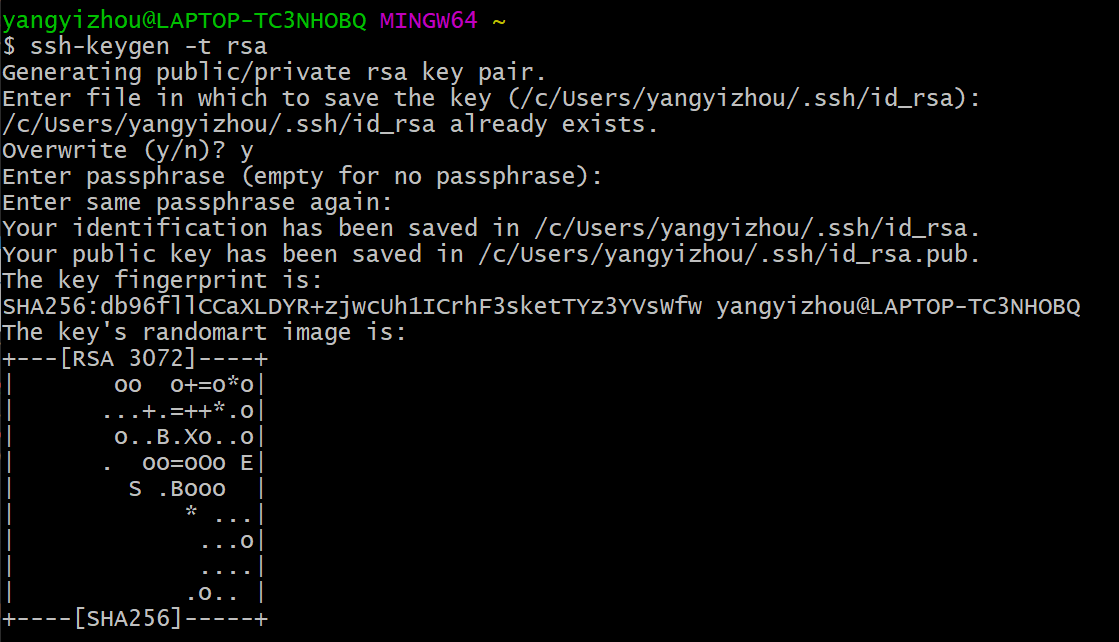 yangyizhou@LAPTOP-TC3NHOBQ MINGW64 ~
$ ssh-keygen -t rsa
Generating public/private rsa key pair.
Enter file in which to save the key (/c/Users/yangyizhou/.ssh/id_rsa):
/c/Users/yangyizhou/.ssh/id_rsa already exists.
Overwrite (y/n)? y
Enter passphrase (empty for no passphrase):
Enter same passphrase again:
Your identification has been saved in /c/Users/yangyizhou/.ssh/id_rsa.
Your public key has been saved in /c/Users/yangyizhou/.ssh/id_rsa.pub.
The key fingerprint is:
SHA256:db96fllCCaXLDYR+zjwcUh1ICrhF3sketTYz3YVsWfw yangyizhou@LAPTOP-TC3NHOBQ
The key's randomart image is:
+---[RSA 3072]----+
|       oo  o+=o*o|
|      ...+.=++*.o|
|       o..B.Xo..o|
|      .  oo=oOo E|
|        S .Booo  |
|            * ...|
|             ...o|
|             ....|
|            .o.. |
+----[SHA256]-----+